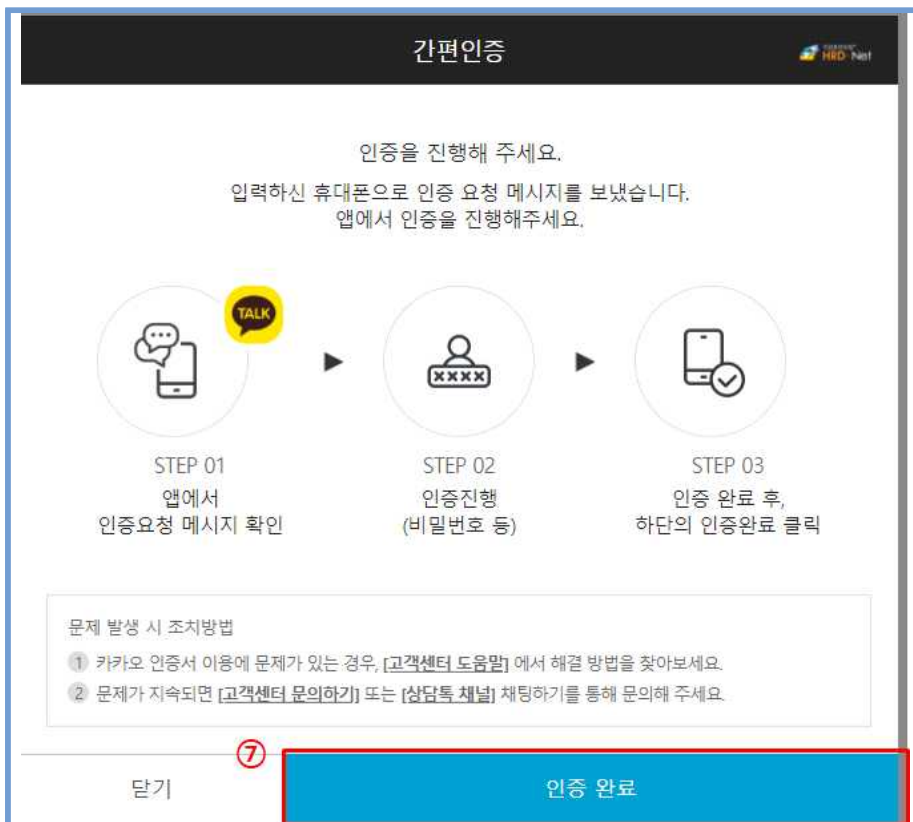 간편인증
HRD-Net
인증을 진행해 주세요.
입력하신 휴대폰으로 인증 요청 메시지를 보냈습니다.
앱에서 인증을 진행해주세요.
TALK
XXXX
STEP 01
앱에서
인증요청 메시지 확인
STEP 02
인증진행
(비밀번호 등)
STEP 03
인증 완료 후,
하단의 인증완료 클릭
문제 발생 시 조치방법
1 카카오 인증서 이용에 문제가 있는 경우, [고객센터 도움말] 에서 해결 방법을 찾아보세요.
2 문제가 지속되면 [고객센터 문의하기] 또는 [상담톡 채널] 채팅하기를 통해 문의해 주세요.
⑦
닫기
인증 완료